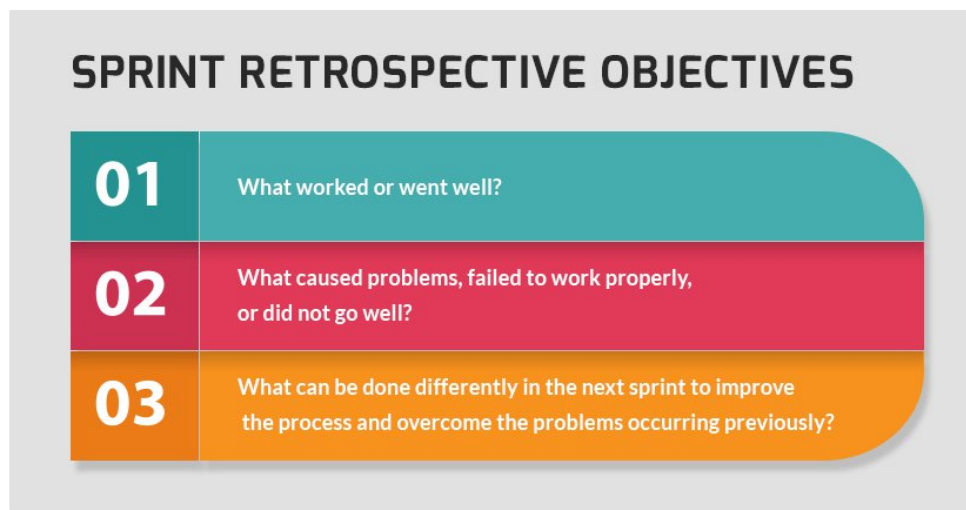 SPRINT RETROSPECTIVE OBJECTIVES
01
What worked or went well?
02
What caused problems, failed to work properly,
or did not go well?
03
What can be done differently in the next sprint to improve
the process and overcome the problems occurring previously?